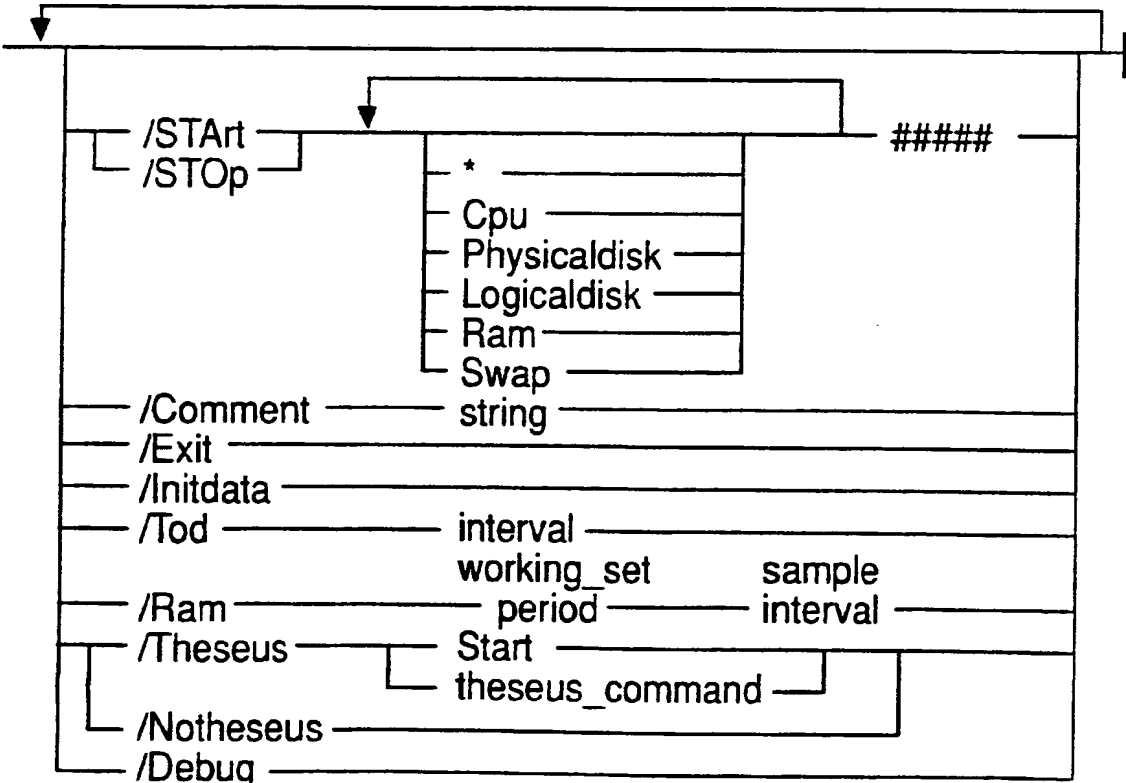 /STArt #####
/STOp
*
Cpu
Physicaldisk
Logicaldisk
Ram
Swap
/Comment string
/Exit
/Initdata
/Tod interval
working_set sample
/Ram period interval
/Theseus Start
theseus_command
/Notheseus
/Debug